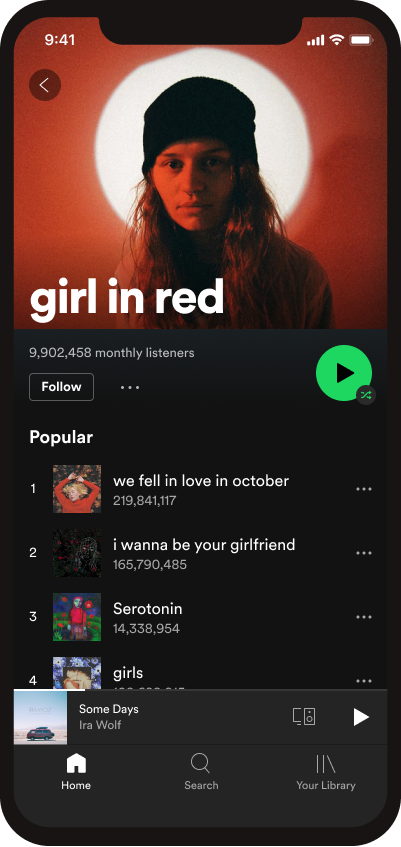 9:41
girl in red
9,902,458 monthly listeners
Follow
Popular
1
we fell in love in october
219,841,117
2
i wanna be your girlfriend
165,790,485
3
Serotonin
14,338,954
4
girls
Some Days
Ira Wolf
Home
Search
Your Library